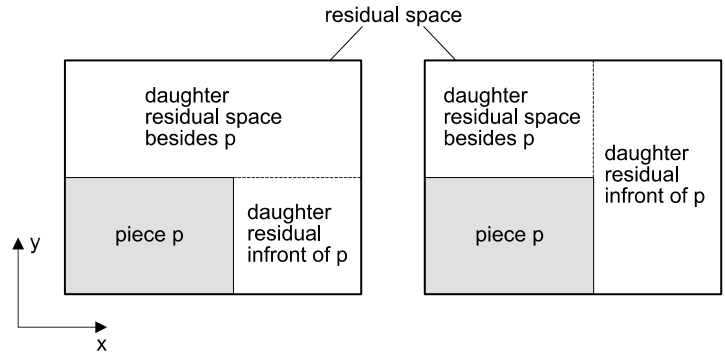 residual space
daughter
residual space
besides p
piece p
daughter
residual
infront of p
daughter
residual space
besides p
piece p
daughter
residual
infront of p
y
x